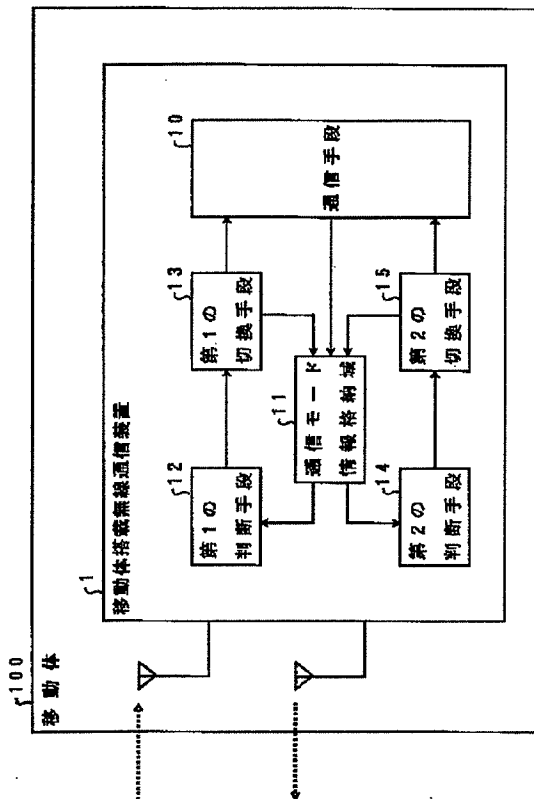 100
移動体
1
移動体搭載無線通信装置
12
第1の
判断手段
13
第1の
切換手段
10
通信手段
11
通信モード
情報格納域
14
第2の
判断手段
15
第2の
切換手段